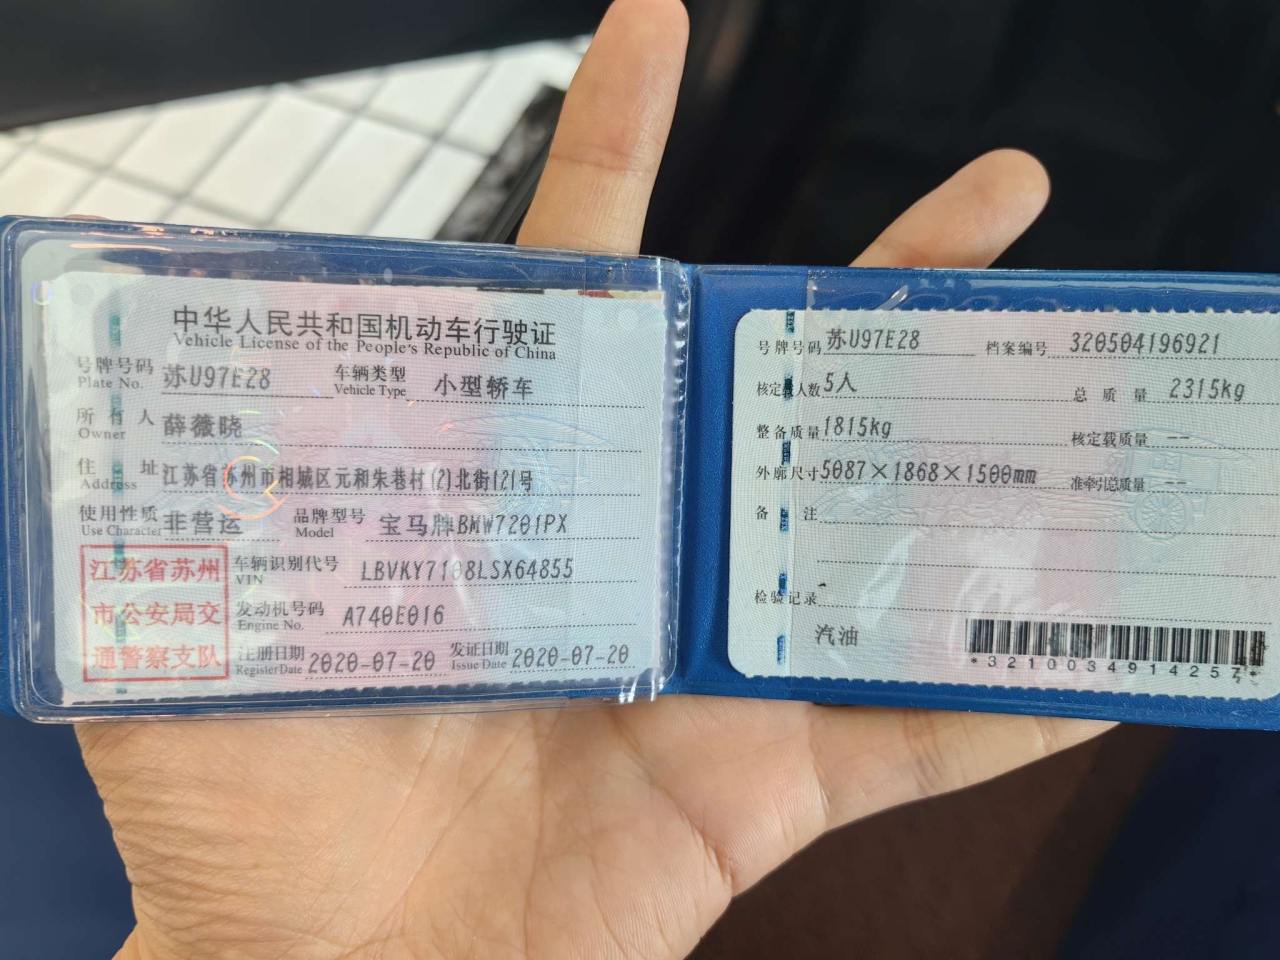 中华人民共和国机动车行驶证
Vehicle License of the People's Republic of China
号牌号码 苏U97E28 车辆类型 小型轿车
Plate No. Vehicle Type
所有人 薛薇晓
Owner
住址 江苏省苏州市相城区元和朱巷村(2)北街121号
Address
使用性质 非营运 品牌型号 宝马牌BMW7201PX
Use Character Model
江苏省苏州
市公安局交
通警察支队
车辆识别代号 LBVKY7108LSX64855
VIN
发动机号码 A740E016
Engine No.
注册日期 2020-07-20 发证日期 2020-07-20
Register Date Issue Date
号牌号码 苏U97E28 档案编号 320504196921
核定载人数 5人 总质量 2315kg
整备质量 1815kg 核定载质量 --
外廓尺寸 5087×1868×1500mm 准牵引总质量 --
备注
检验记录
汽油
*3210034914257*